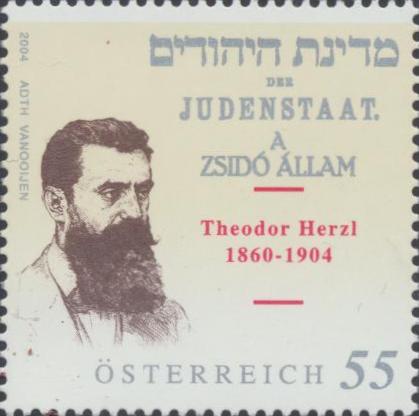 מדינת היהודים
DER
JUDENSTAAT.
A
ZSIDÓ ÁLLAM
Theodor Herzl
1860-1904
ÖSTERREICH 55
2004 ADTH VANOOIJEN